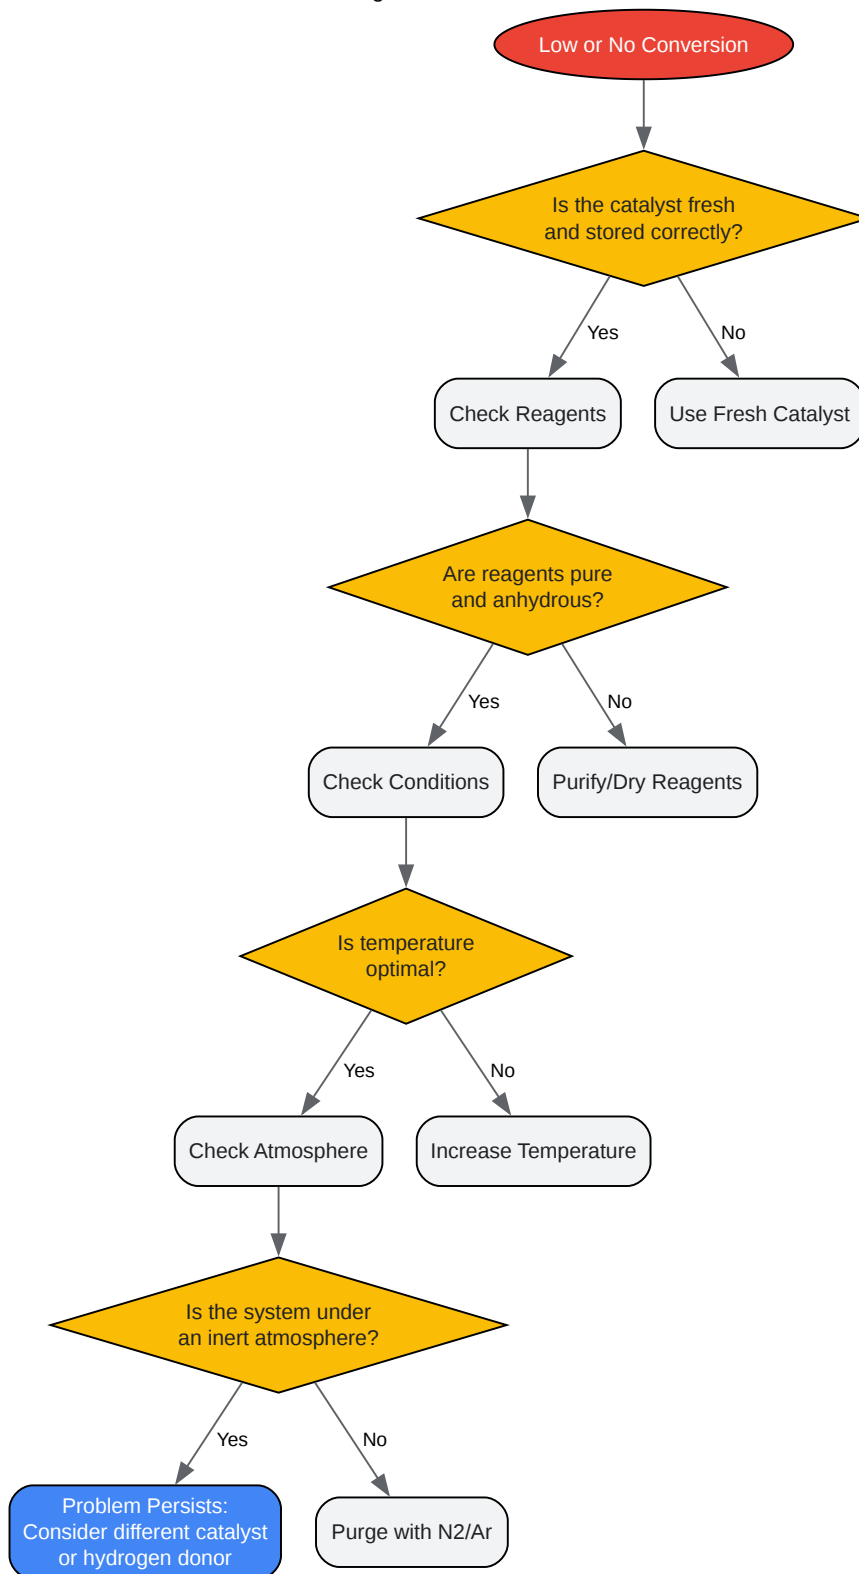 Low or No Conversion
Is the catalyst fresh
and stored correctly?
Yes
No
Check Reagents
Use Fresh Catalyst
Are reagents pure
and anhydrous?
Yes
No
Check Conditions
Purify/Dry Reagents
Is temperature
optimal?
Yes
No
Check Atmosphere
Increase Temperature
Is the system under
an inert atmosphere?
Yes
No
Problem Persists:
Consider different catalyst
or hydrogen donor
Purge with N2/Ar